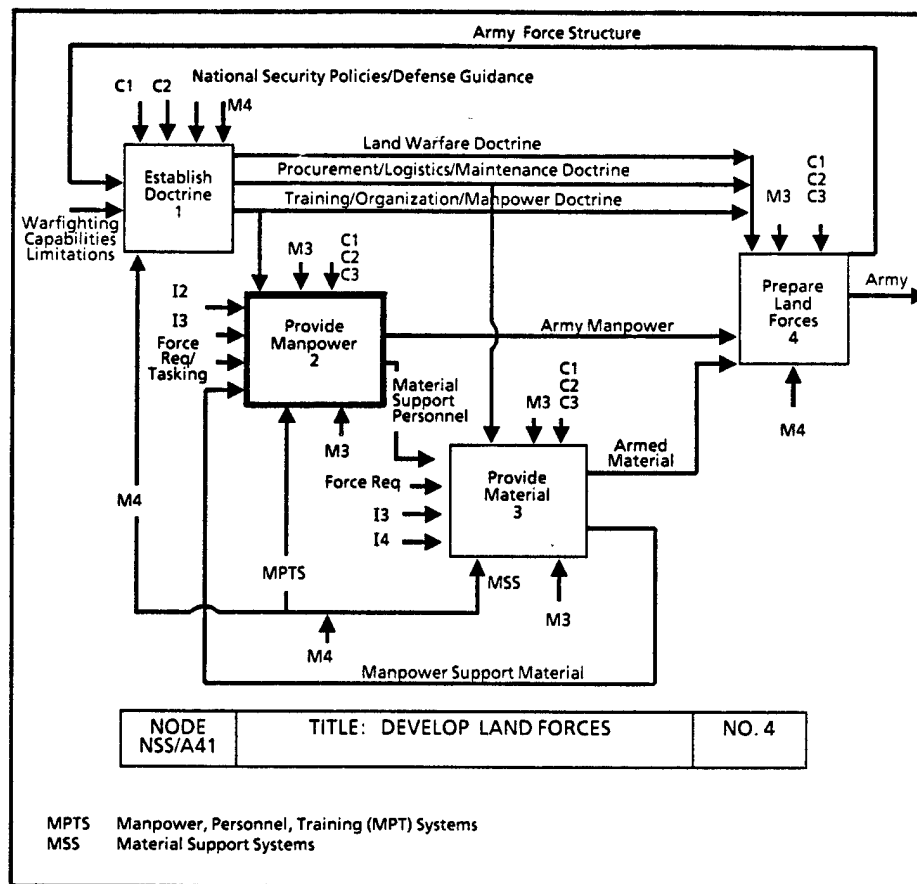 Army Force Structure
National Security Policies/Defense Guidance
C1
C2
M4
Land Warfare Doctrine
Establish
Doctrine
1
Procurement/Logistics/Maintenance Doctrine
Training/Organization/Manpower Doctrine
C1
C2
C3
M3
Warfighting
Capabilities
Limitations
M3
C1
C2
C3
Prepare
Land
Forces
4
Army
I2
I3
Force
Req/
Tasking
Provide
Manpower
2
Army Manpower
Material
Support
Personnel
M3
M3
C1
C2
C3
M4
Armed
Material
Force Req
I3
I4
Provide
Material
3
M4
MPTS
MSS
M3
M4
Manpower Support Material
NODE
NSS/A41
TITLE: DEVELOP LAND FORCES
NO. 4
MPTS Manpower, Personnel, Training (MPT) Systems
MSS Material Support Systems